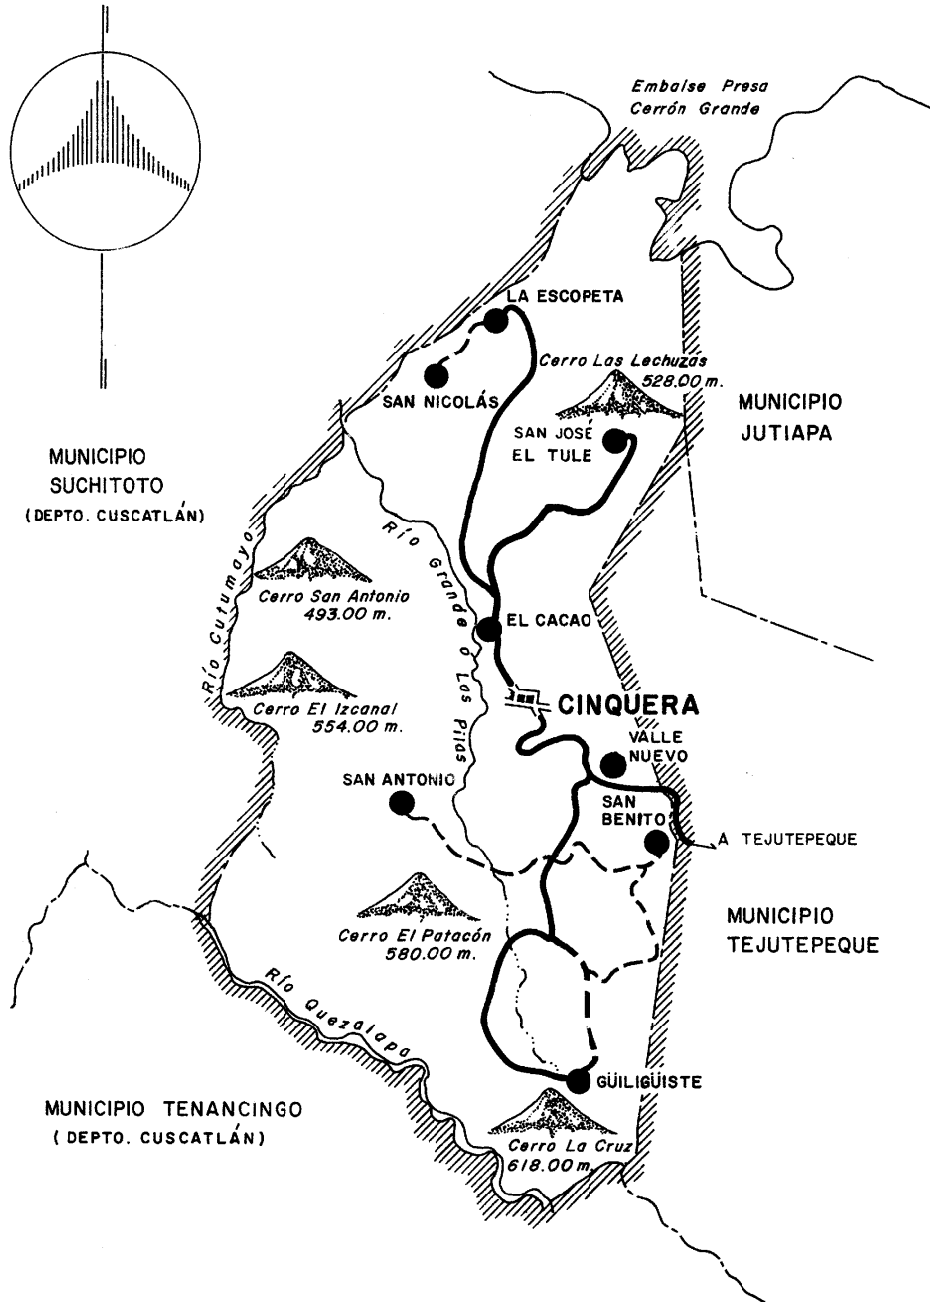 Embalse Presa
Cerrón Grande
LA ESCOPETA
Cerro Las Lechuzas
528.00 m.
SAN NICOLÁS
MUNICIPIO
JUTIAPA
SAN JOSÉ
EL TULE
MUNICIPIO
SUCHITOTO
(DEPTO. CUSCATLÁN)
Río Cutumayo
Río Grande o Las Pilas
Cerro San Antonio
493.00 m.
EL CACAO
Cerro El Izcanal
554.00 m.
CINQUERA
VALLE
NUEVO
SAN ANTONIO
SAN
BENITO
A TEJUTEPEQUE
Cerro El Patacón
580.00 m.
MUNICIPIO
TEJUTEPEQUE
Río Quezalapa
GÜILIGÜISTE
MUNICIPIO TENANCINGO
(DEPTO. CUSCATLÁN)
Cerro La Cruz
618.00 m.